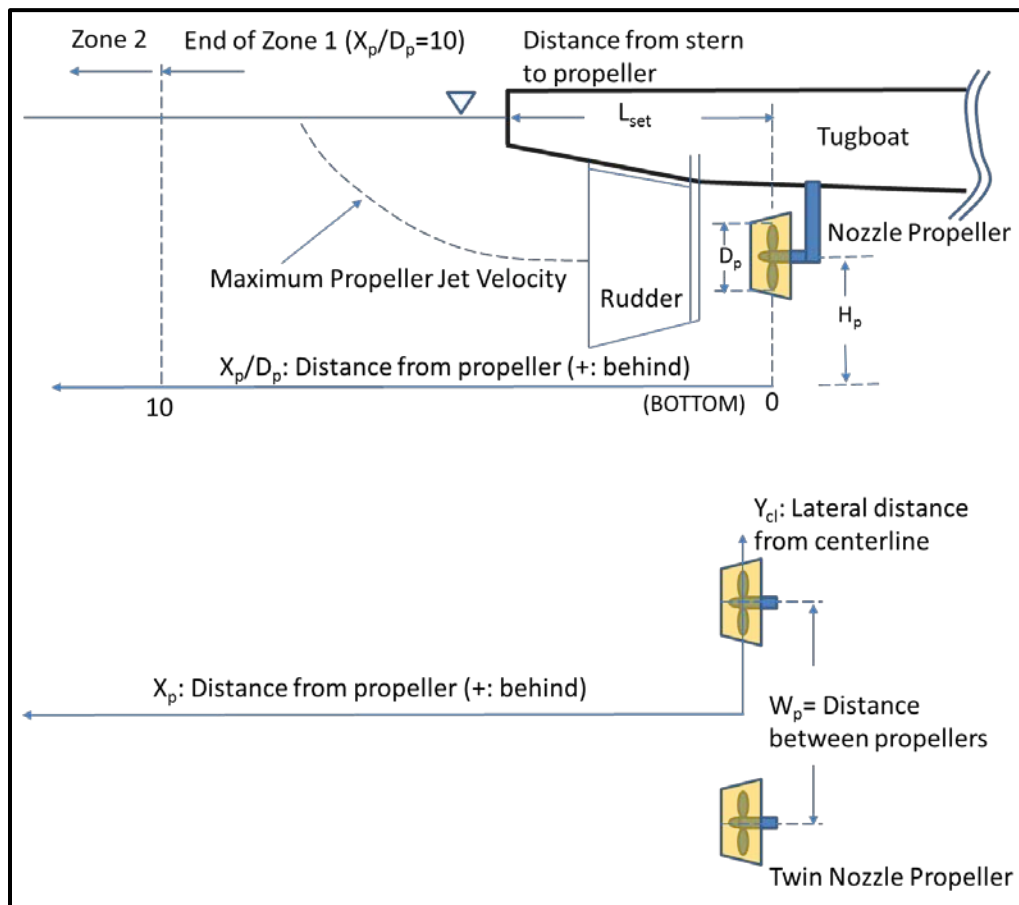 Zone 2
End of Zone 1 (Xp/Dp=10)
Distance from stern
to propeller
Lset
Tugboat
Nozzle Propeller
Dp
Maximum Propeller Jet Velocity
Rudder
Hp
Xp/Dp: Distance from propeller (+: behind)
10
(BOTTOM)
0
Ycl: Lateral distance
from centerline
Xp: Distance from propeller (+: behind)
Wp= Distance
between propellers
Twin Nozzle Propeller